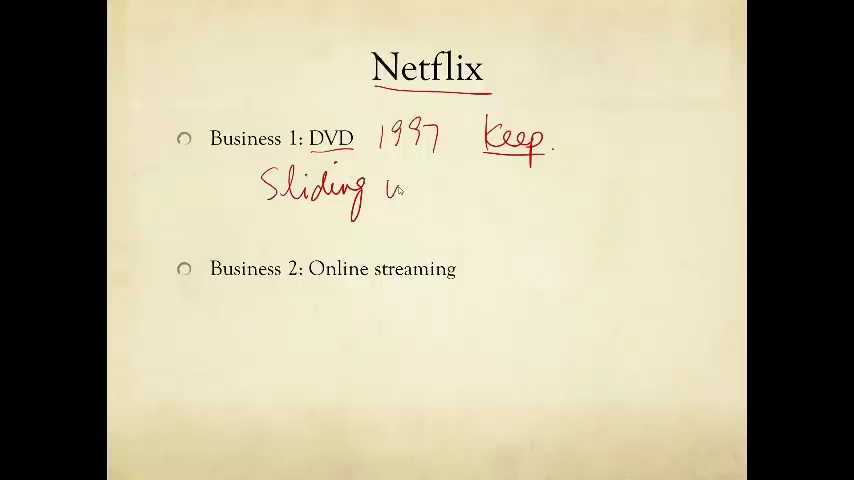 Netflix
Business 1: DVD 1997 Keep.
Sliding
Business 2: Online streaming